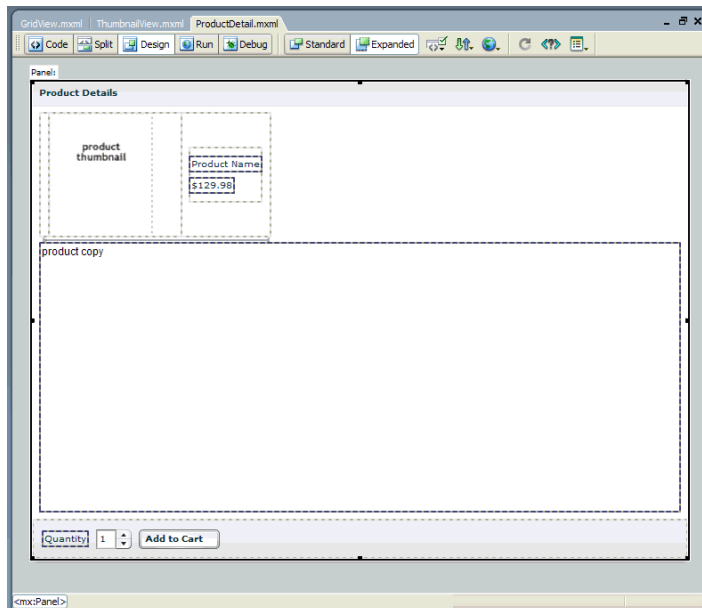 GridView.mxml ThumbnailView.mxml ProductDetail.mxml
Code Split Design Run Debug Standard Expanded
Panel:
Product Details
product
thumbnail
Product Name
$129.98
product copy
Quantity 1 Add to Cart
<mx:Panel>